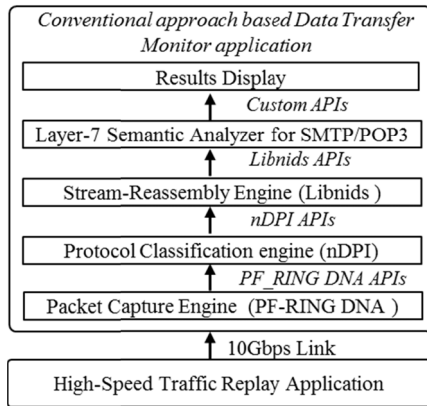 Conventional approach based Data Transfer
Monitor application
Results Display
Custom APIs
Layer-7 Semantic Analyzer for SMTP/POP3
Libnids APIs
Stream-Reassembly Engine (Libnids )
nDPI APIs
Protocol Classification engine (nDPI)
PF_RING DNA APIs
Packet Capture Engine (PF-RING DNA )
10Gbps Link
High-Speed Traffic Replay Application